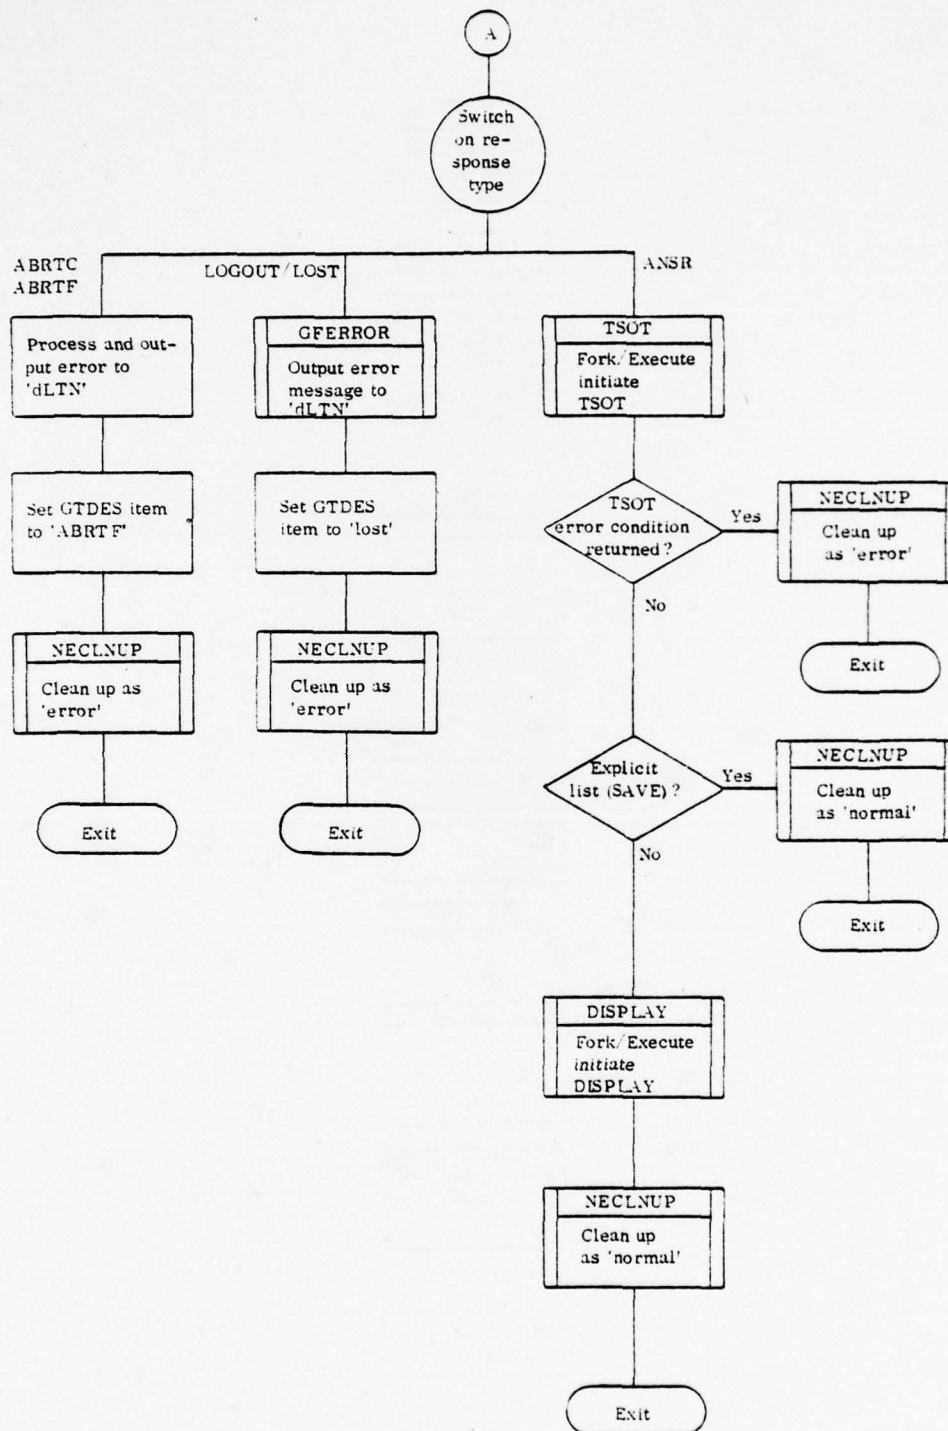 A
Switch
on re-
sponse
type
ABRTC
ABRTF
LOGOUT/LOST
ANSR
Process and out-
put error to
'dLTN'
GFERROR
Output error
message to
'dLTN'
TSOT
Fork/Execute
initiate
TSOT
Set GTDES item
to 'ABRTF'
Set GTDES
item to 'lost'
TSOT
error condition
returned?
Yes
No
NECLNUP
Clean up
as 'error'
Exit
NECLNUP
Clean up as
'error'
NECLNUP
Clean up as
'error'
Exit
Exit
Explicit
list (SAVE)?
Yes
No
NECLNUP
Clean up
as 'normal'
Exit
DISPLAY
Fork/Execute
initiate
DISPLAY
NECLNUP
Clean up
as 'normal'
Exit